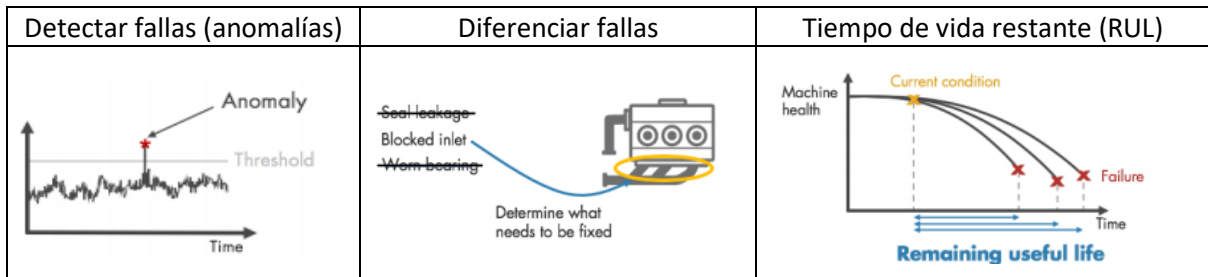 Detectar fallas (anomalías)
Diferenciar fallas
Tiempo de vida restante (RUL)
Anomaly
Threshold
Time
Seal leakage
Blocked inlet
Worn bearing
Determine what
needs to be fixed
Machine
health
Current condition
Failure
Time
Remaining useful life